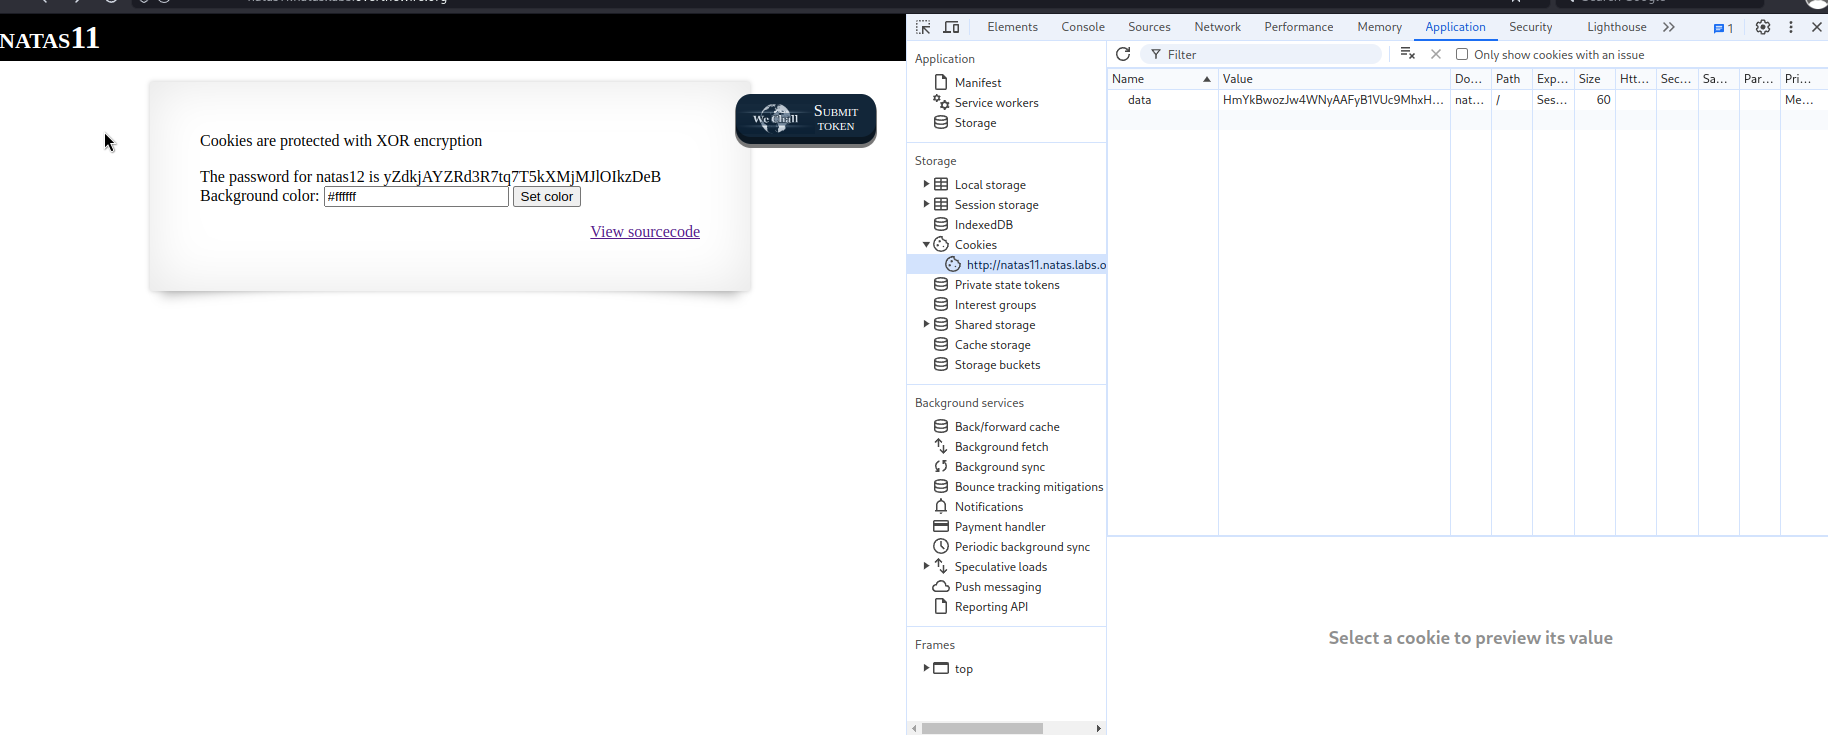 NATAS11
Cookies are protected with XOR encryption
The password for natas12 is yZdkjAYZRd3R7tq7T5kXMjMJlOIkzDeB
Background color: #ffffff Set color
View sourcecode
We Chall
SUBMIT
TOKEN
Elements Console Sources Network Performance Memory Application Security Lighthouse 1
Application
Manifest
Service workers
Storage
Storage
Local storage
Session storage
IndexedDB
Cookies
http://natas11.natas.labs.o
Private state tokens
Interest groups
Shared storage
Cache storage
Storage buckets
Background services
Back/forward cache
Background fetch
Background sync
Bounce tracking mitigations
Notifications
Payment handler
Periodic background sync
Speculative loads
Push messaging
Reporting API
Frames
top
Filter Only show cookies with an issue
Name Value Do... Path Exp... Size Htt... Sec... Sa... Par... Pri...
data HmYkBwozJw4WNyAAFyB1VUc9MhxH... nat... / Ses... 60 Me...
Select a cookie to preview its value